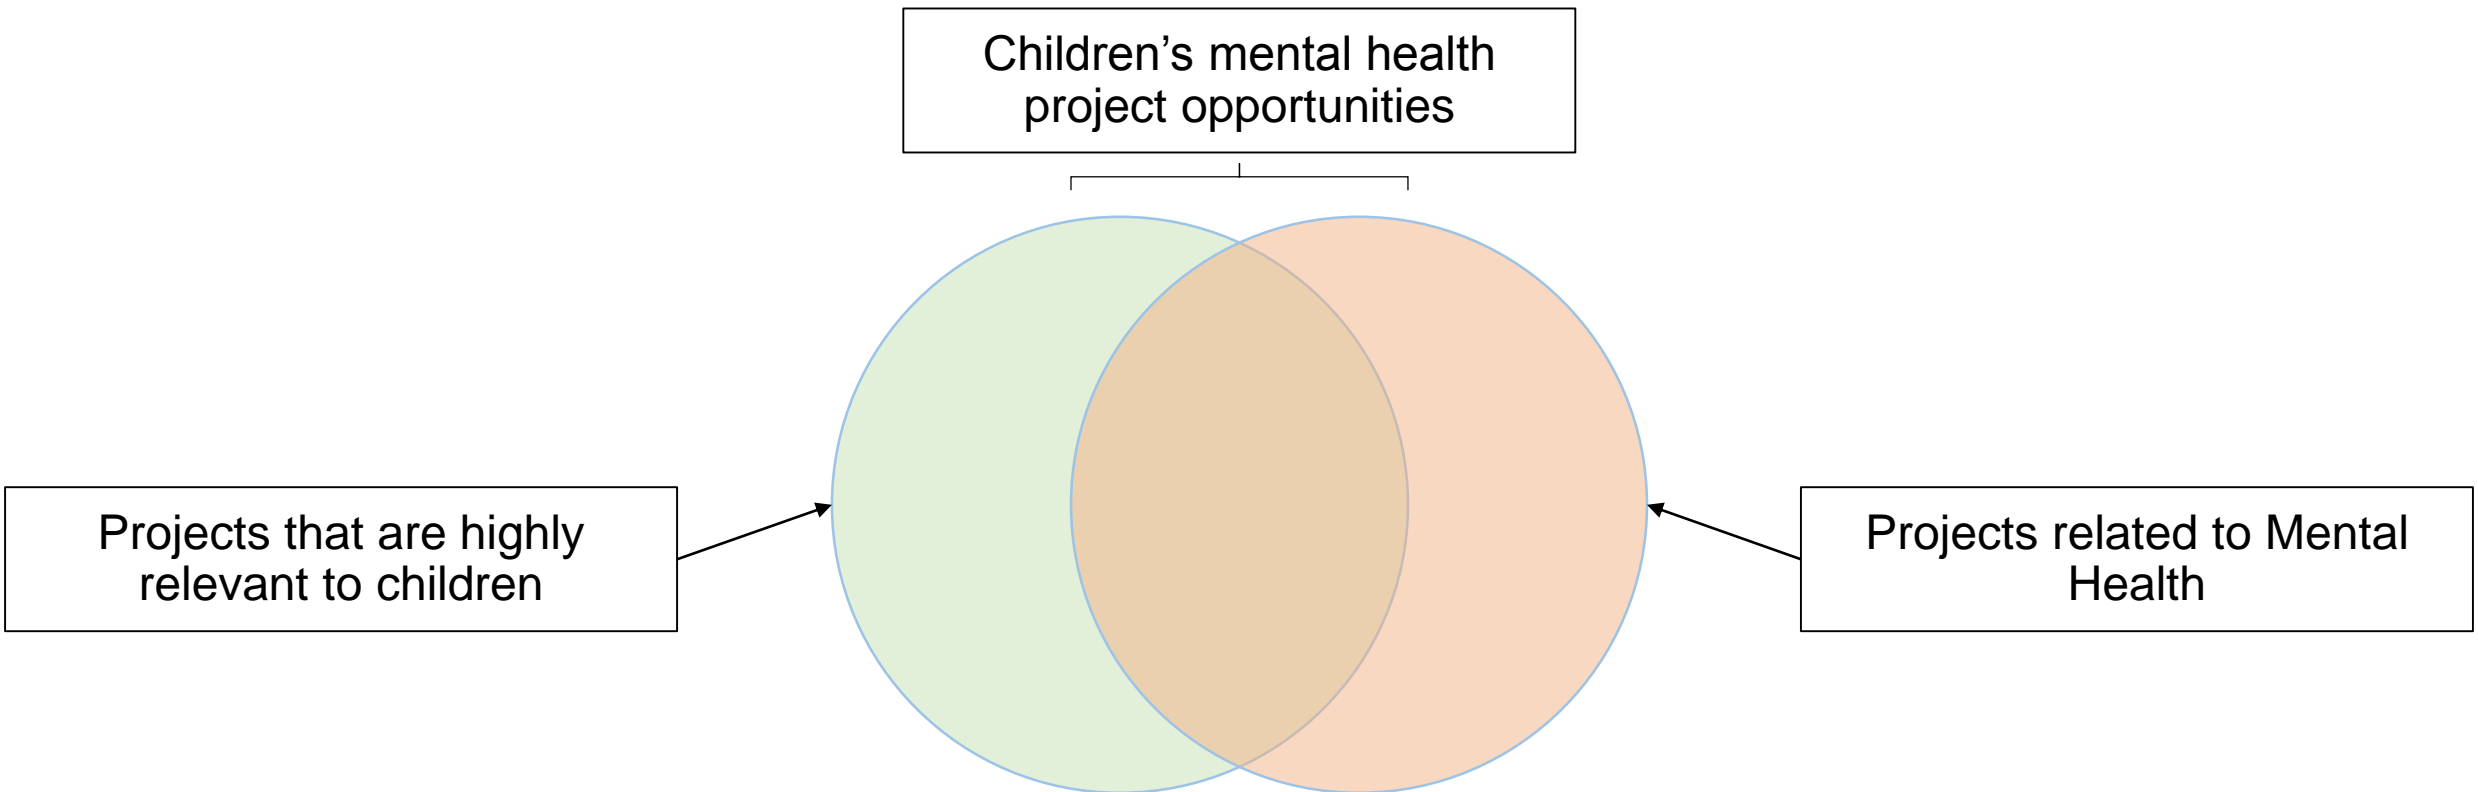 Children’s mental health
project opportunities
Projects that are highly
relevant to children
Projects related to Mental
Health